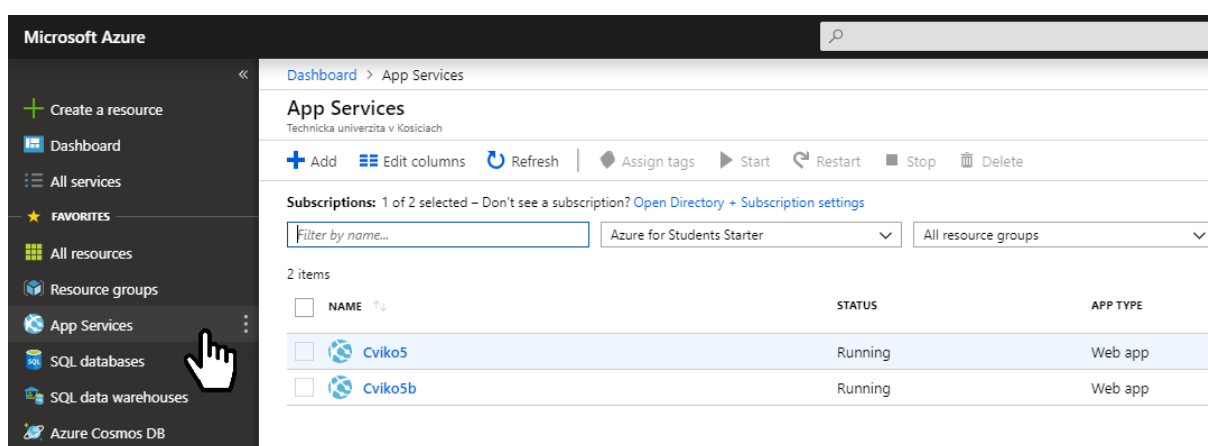 Microsoft Azure
«
Create a resource
Dashboard
All services
FAVORITES
All resources
Resource groups
App Services
SQL databases
SQL data warehouses
Azure Cosmos DB
Dashboard > App Services
App Services
Technicka univerzita v Kosiciach
Add Edit columns Refresh Assign tags Start Restart Stop Delete
Subscriptions: 1 of 2 selected – Don't see a subscription? Open Directory + Subscription settings
Filter by name... Azure for Students Starter All resource groups
2 items
NAME STATUS APP TYPE
Cviko5 Running Web app
Cviko5b Running Web app